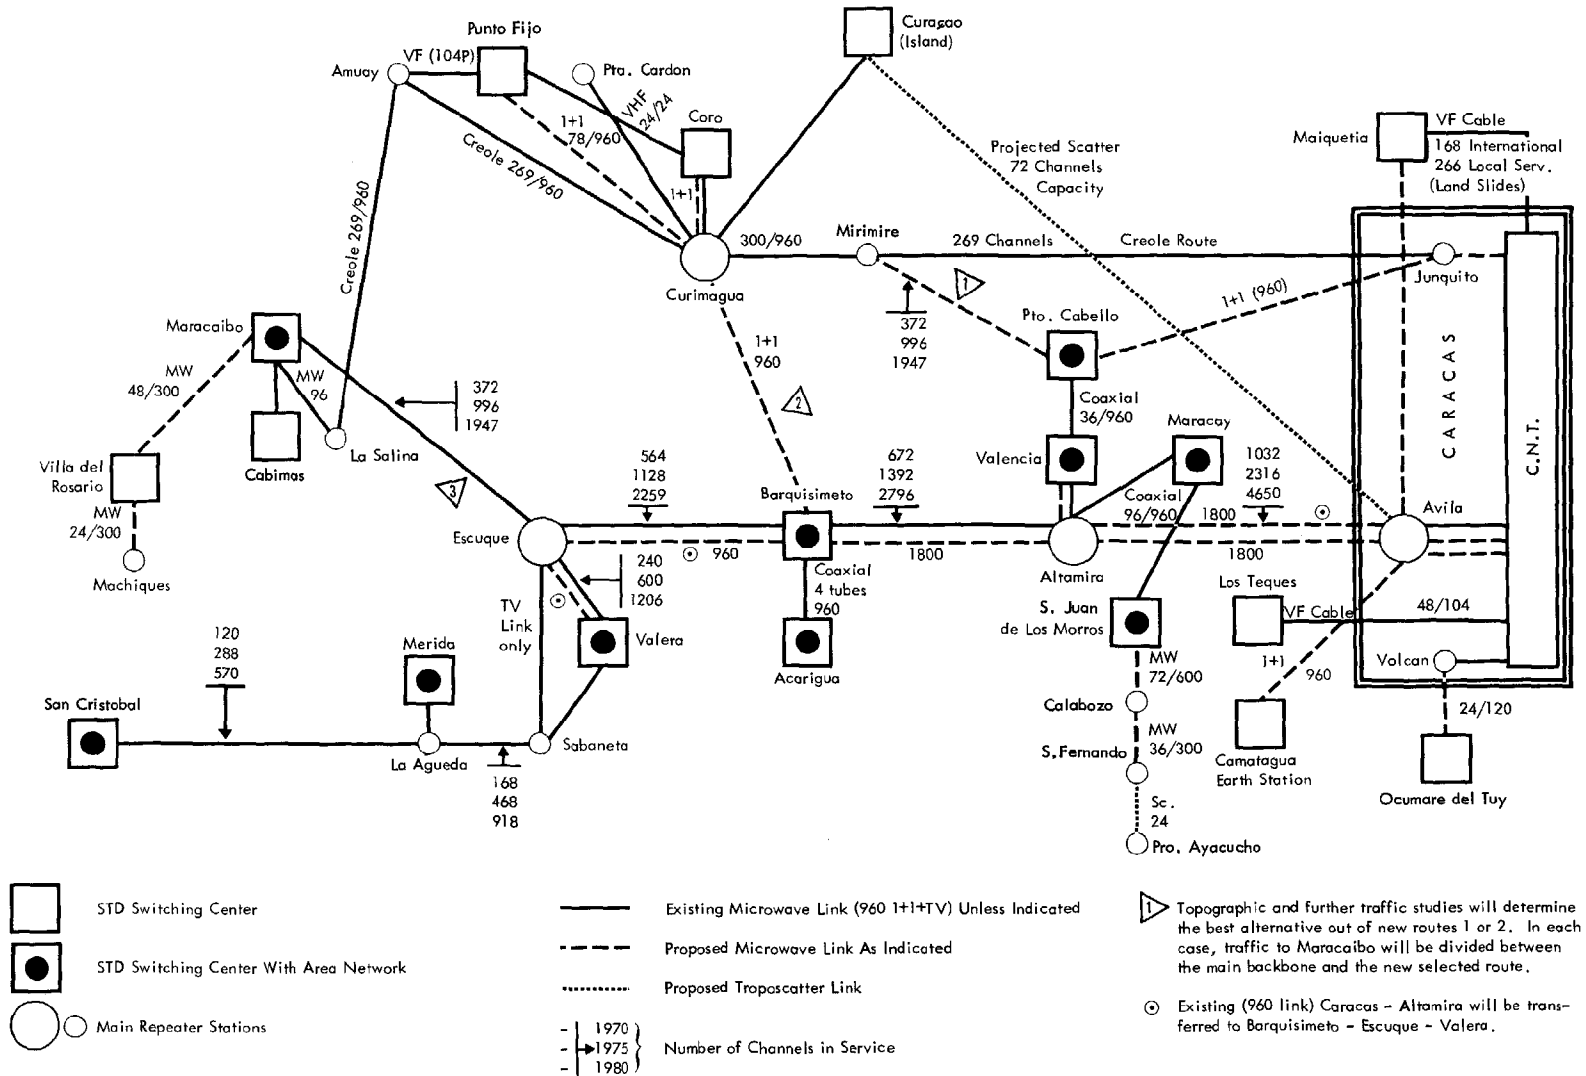 Curaçao
(Island)
Punto Fijo
VF (104P)
Amuay
Pta. Cardon
VHF
24/24
1+1
78/960
Coro
1+1
Creole 269/960
Creole 269/960
Projected Scatter
72 Channels
Capacity
Maiquetia
VF Cable
168 International
266 Local Serv.
(Land Slides)
300/960
Mirimire
269 Channels
Creole Route
Junquito
Curimagua
1
1+1 (960)
372
996
1947
Pto. Cabello
Maracaibo
MW
48/300
MW
96
372
996
1947
1+1
960
2
Coaxial
36/960
Maracay
CARACAS
C.N.T.
Cabimas
La Salina
Villa del
Rosario
MW
24/300
Machiques
3
564
1128
2259
Barquisimeto
672
1392
2796
Valencia
Coaxial
96/960
1032
2316
4650
1800
Avila
Escuque
960
1800
Altamira
1800
240
600
1206
Coaxial
4 tubes
960
TV
Link
only
Valera
Acarigua
S. Juan
de Los Morros
Los Teques
VF Cable
48/104
1+1
960
Volcan
24/120
MW
72/600
Calabozo
MW
36/300
S.Fernando
Sc.
24
Pro. Ayacucho
Camatagua
Earth Station
Ocumare del Tuy
120
288
570
Merida
San Cristobal
La Agueda
Sabaneta
168
468
918
STD Switching Center
STD Switching Center With Area Network
Main Repeater Stations
Existing Microwave Link (960 1+1+TV) Unless Indicated
Proposed Microwave Link As Indicated
Proposed Troposcatter Link
- 1970
- 1975
- 1980
Number of Channels in Service
1 Topographic and further traffic studies will determine
the best alternative out of new routes 1 or 2. In each
case, traffic to Maracaibo will be divided between
the main backbone and the new selected route.
Existing (960 link) Caracas - Altamira will be trans-
ferred to Barquisimeto - Escuque - Valera.